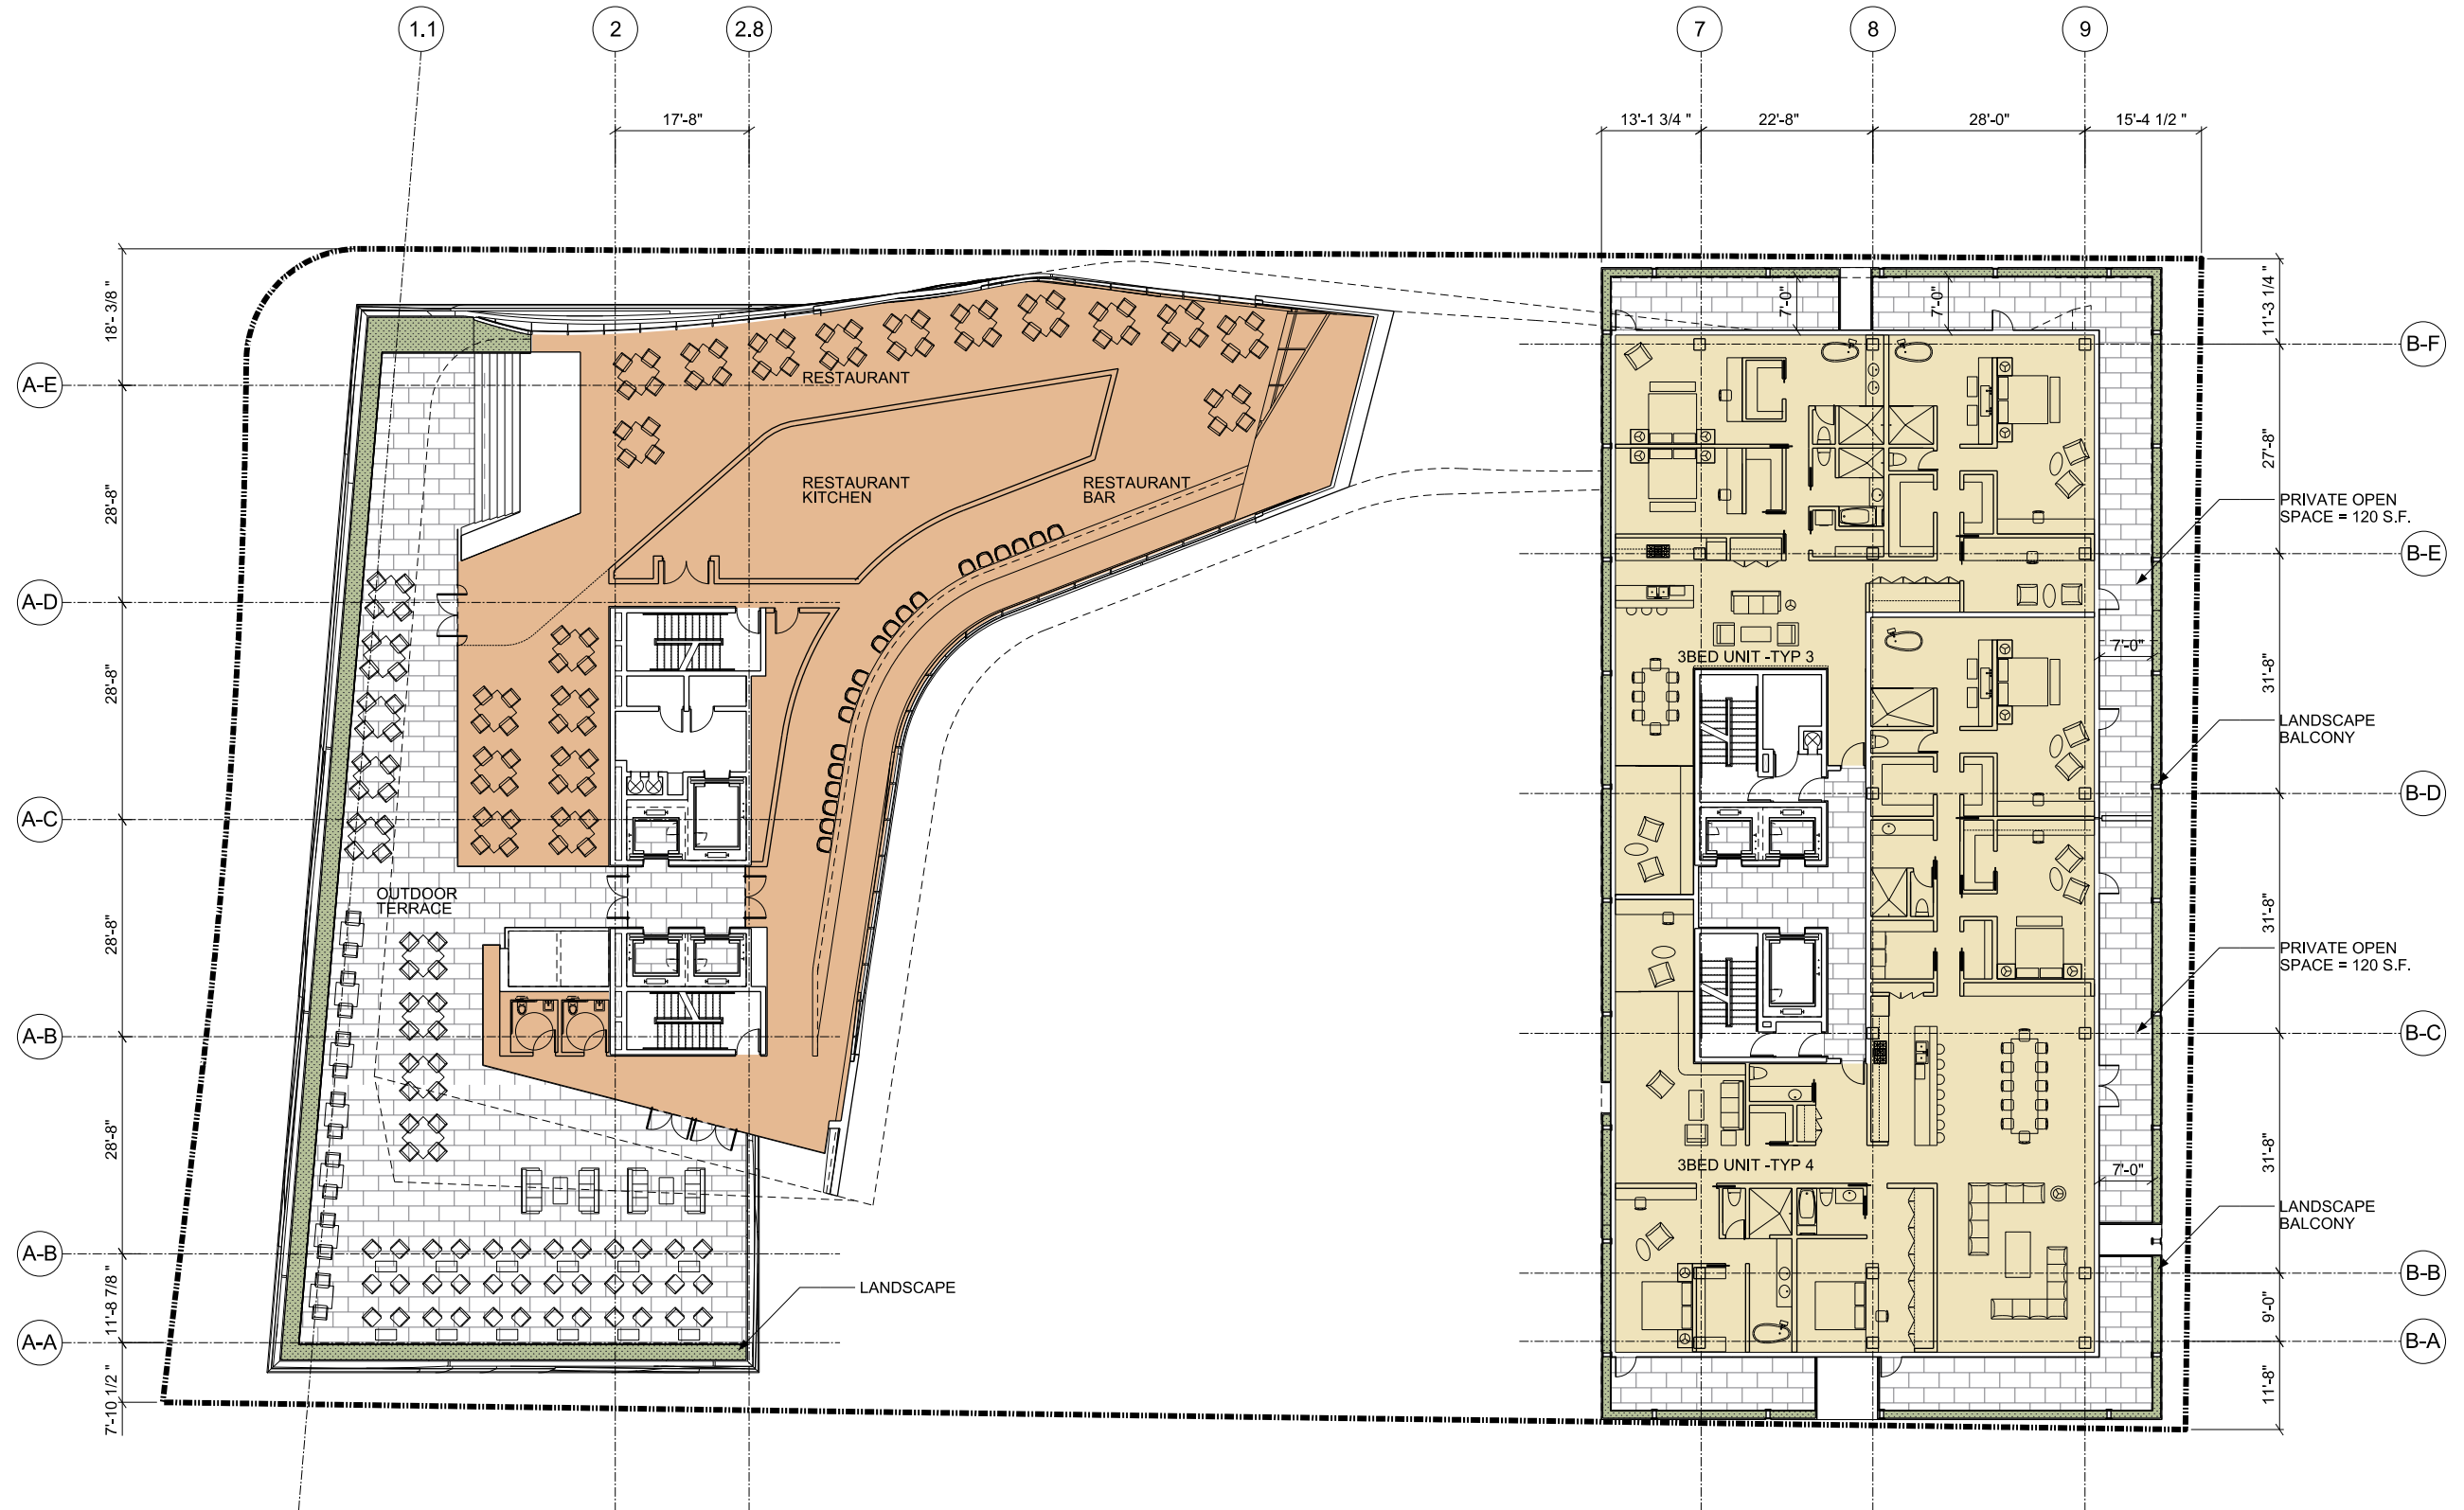 1.1
2
2.8
7
8
9
17'-8"
13'-1 3/4 "
22'-8"
28'-0"
15'-4 1/2 "
18'- 3/8 "
28'-8"
28'-8"
28'-8"
28'-8"
11'-8 7/8 "
7'-10 1/2 "
A-E
A-D
A-C
A-B
A-B
A-A
RESTAURANT
RESTAURANT
KITCHEN
RESTAURANT
BAR
OUTDOOR
TERRACE
LANDSCAPE
7'-0"
7'-0"
3BED UNIT -TYP 3
7'-0"
3BED UNIT -TYP 4
7'-0"
PRIVATE OPEN
SPACE = 120 S.F.
LANDSCAPE
BALCONY
PRIVATE OPEN
SPACE = 120 S.F.
LANDSCAPE
BALCONY
11'-3 1/4 "
27'-8"
31'-8"
31'-8"
31'-8"
9'-0"
11'-8"
B-F
B-E
B-D
B-C
B-B
B-A